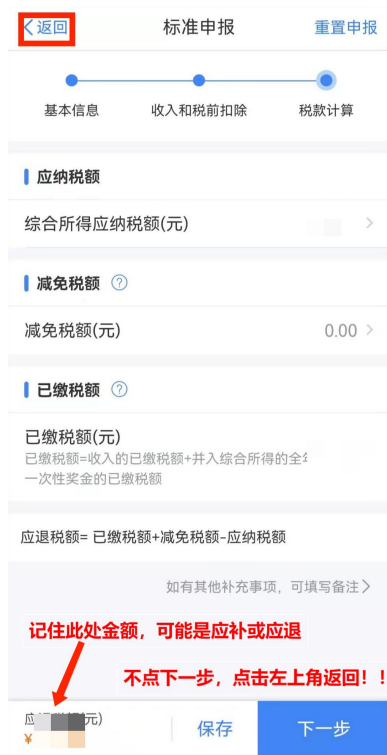 返回
标准申报
重置申报
基本信息
收入和税前扣除
税款计算
应纳税额
综合所得应纳税额(元)
减免税额 ?
减免税额(元)
0.00
已缴税额 ?
已缴税额(元)
已缴税额=收入的已缴税额+并入综合所得的全
一次性奖金的已缴税额
应退税额= 已缴税额+减免税额-应纳税额
如有其他补充事项，可填写备注
记住此处金额，可能是应补或应退
不点下一步，点击左上角返回！！
元)
¥
保存
下一步